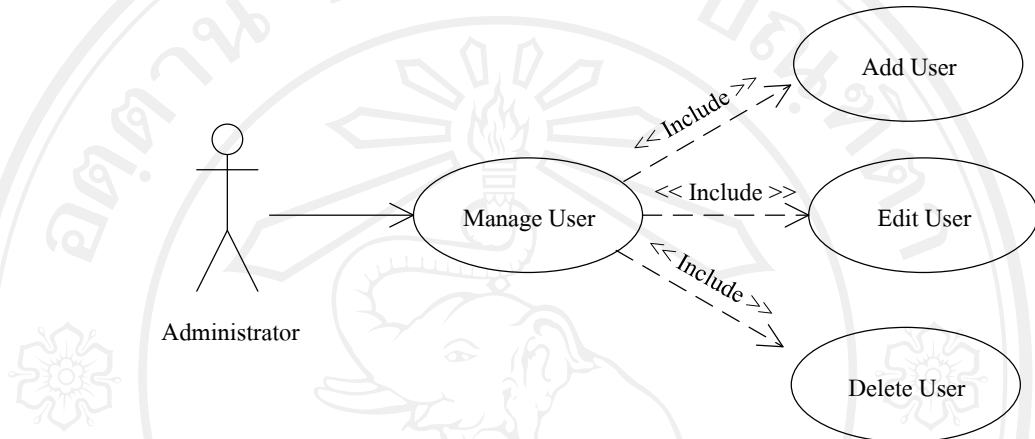 Add User
<< Include >>
Manage User
<< Include >>
Edit User
<< Include >>
Administrator
Delete User